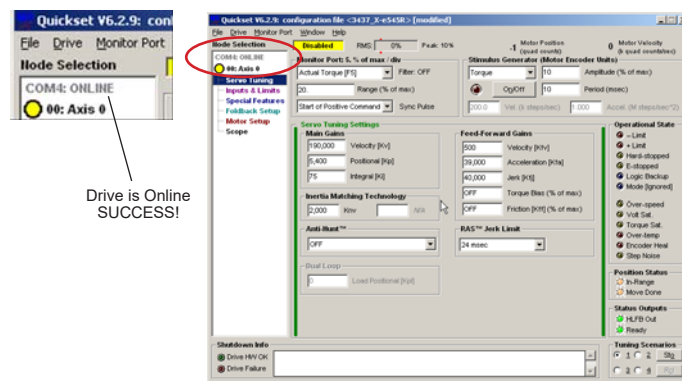 Quickset V6.2.9: con
File Drive Monitor Port
Node Selection
COM4: ONLINE
00: Axis 0
Drive is Online
SUCCESS!
Quickset V6.2.9: configuration file <3437_X-e545R> [modified]
File Drive Monitor Port Window Help
Node Selection
COM4: ONLINE
00: Axis 0
Servo Tuning
Inputs & Limits
Special Features
Foldback Setup
Motor Setup
Scope
Disabled RMS: 0% Peak: 10%
-1 Motor Position (quad counts)
0 Motor Velocity (k quad counts/sec)
Monitor Port: 5, % of max / div
Actual Torque [F5] Filter: OFF
20. Range (% of max)
Start of Positive Command Sync Pulse
Stimulus Generator (Motor Encoder Units)
Torque 10 Amplitude (% of max)
On/Off 10 Period (msec)
200.0 Vel. (k steps/sec) 1.000 Accel (M steps/sec^2)
Servo Tuning Settings
Main Gains
190,000 Velocity [Kv]
5,400 Positional [Kp]
75 Integral [Ki]
Inertia Matching Technology
2,000 Knv N/A
Anti-Hunt™
OFF
Dual Loop
0 Load Positional [Kpl]
Feed-Forward Gains
500 Velocity [Kfv]
39,000 Acceleration [Kfa]
40,000 Jerk [Kfj]
OFF Torque Bias (% of max)
OFF Friction [Kff] (% of max)
RAS™ Jerk Limit
24 msec
Operational State
- Limit
+ Limit
Hard-stopped
E-stopped
Logic Backup
Mode [Ignored]
Over-speed
Volt Sat.
Torque Sat.
Over-temp
Encoder Heal
Step Noise
Position Status
In-Range
Move Done
Status Outputs
HLFB Out
Ready
Shutdown Info
Drive HW OK
Drive Failure
Tuning Scenarios
1 2 Stg
2 4